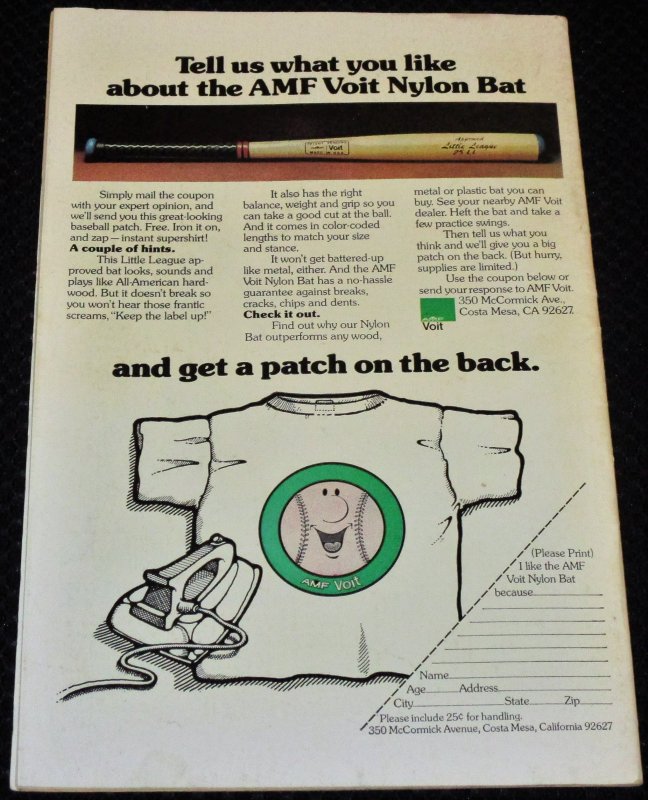 Tell us what you like
about the AMF Voit Nylon Bat
Voit
MADE IN U.S.A.
Approved
Little League
Simply mail the coupon
with your expert opinion, and
we'll send you this great-looking
baseball patch. Free. Iron it on,
and zap — instant supershirt!
A couple of hints.
This Little League ap-
proved bat looks, sounds and
plays like All-American hard-
wood. But it doesn't break so
you won't hear those frantic
screams, "Keep the label up!"
It also has the right
balance, weight and grip so you
can take a good cut at the ball.
And it comes in color-coded
lengths to match your size
and stance.
It won't get battered-up
like metal, either. And the AMF
Voit Nylon Bat has a no-hassle
guarantee against breaks,
cracks, chips and dents.
Check it out.
Find out why our Nylon
Bat outperforms any wood,
metal or plastic bat you can
buy. See your nearby AMF Voit
dealer. Heft the bat and take a
few practice swings.
Then tell us what you
think and we'll give you a big
patch on the back. (But hurry,
supplies are limited.)
Use the coupon below or
send your response to AMF Voit.
350 McCormick Ave.,
Costa Mesa, CA 92627.
AMF
Voit
and get a patch on the back.
AMF Voit
(Please Print)
I like the AMF
Voit Nylon Bat
because
Name
Age Address
City State Zip
Please include 25¢ for handling.
350 McCormick Avenue, Costa Mesa, California 92627